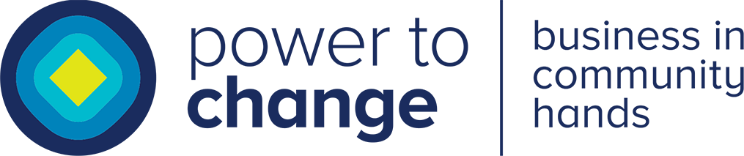 power to
change
business in
community
hands